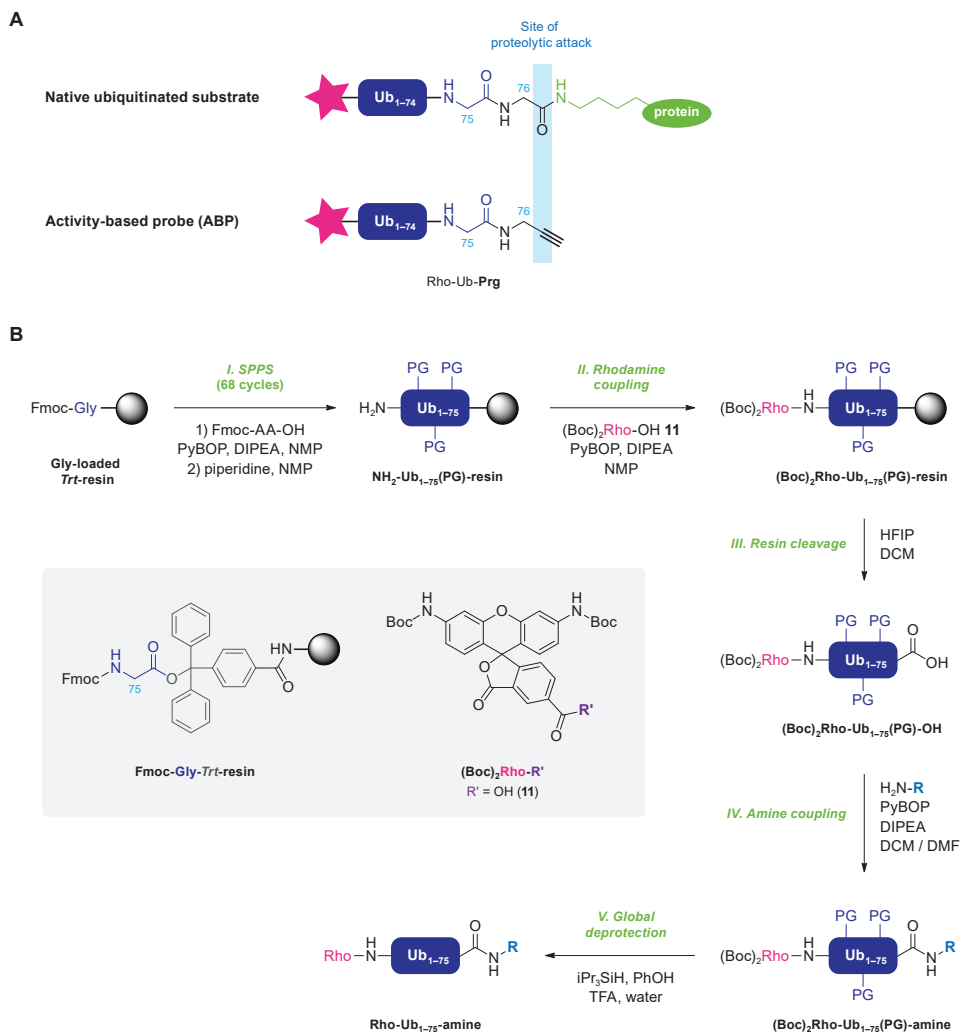 A
Site of
proteolytic attack
Native ubiquitinated substrate
Ub1–74
H
N
75
O
N
H
76
O
H
N
protein
Activity-based probe (ABP)
Ub1–74
H
N
75
O
N
H
76
Rho-Ub-Prg
B
Fmoc-Gly
Gly-loaded
Trt-resin
I. SPPS
(68 cycles)
1) Fmoc-AA-OH
PyBOP, DIPEA, NMP
2) piperidine, NMP
PG PG
H2N
Ub1–75
PG
NH2-Ub1–75(PG)-resin
II. Rhodamine
coupling
(Boc)2Rho-OH 11
PyBOP, DIPEA
NMP
PG PG
(Boc)2Rho
H
N
Ub1–75
PG
(Boc)2Rho-Ub1–75(PG)-resin
III. Resin cleavage
HFIP
DCM
Fmoc
H
N
75
O
O
O
H
N
Fmoc-Gly-Trt-resin
H
N
Boc
O
H
N
Boc
O
O
O
R'
(Boc)2Rho-R'
R' = OH (11)
PG PG
(Boc)2Rho
H
N
Ub1–75
O
OH
PG
(Boc)2Rho-Ub1–75(PG)-OH
IV. Amine coupling
H2N-R
PyBOP
DIPEA
DCM / DMF
PG PG
(Boc)2Rho
H
N
Ub1–75
O
N
H
R
PG
(Boc)2Rho-Ub1–75(PG)-amine
V. Global
deprotection
iPr3SiH, PhOH
TFA, water
Rho
H
N
Ub1–75
O
N
H
R
Rho-Ub1–75-amine